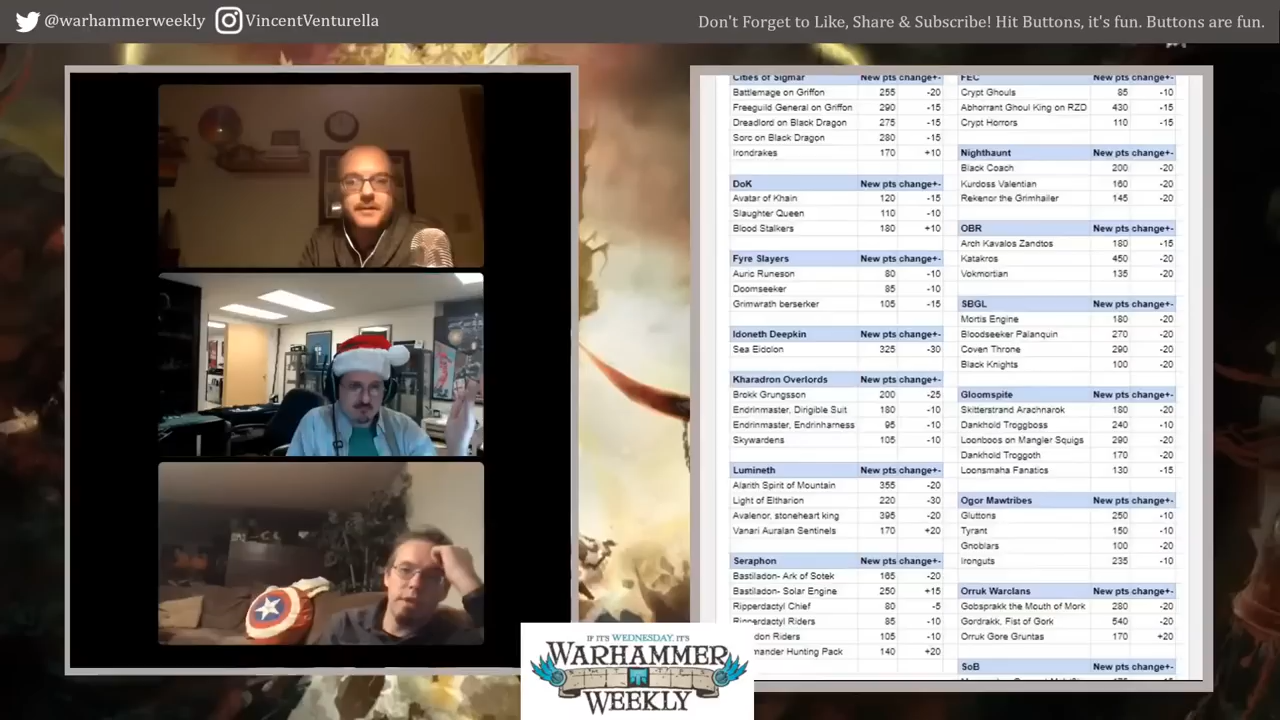 @warhammerweekly VincentVenturella
Don't Forget to Like, Share & Subscribe! Hit Buttons, it's fun. Buttons are fun.
Cities of Sigmar New pts change+-
Battlemage on Griffon 255 -20
Freeguild General on Griffon 290 -15
Dreadlord on Black Dragon 275 -15
Sorc on Black Dragon 280 -15
Irondrakes 170 +10
DoK New pts change+-
Avatar of Khain 120 -15
Slaughter Queen 110 -10
Blood Stalkers 180 +10
Fyre Slayers New pts change+-
Auric Runeson 80 -10
Doomseeker 85 -10
Grimwrath berserker 105 -15
Idoneth Deepkin New pts change+-
Sea Eidolon 325 -30
Kharadron Overlords New pts change+-
Brokk Grungsson 200 -25
Endrinmaster, Dirigible Suit 180 -10
Endrinmaster, Endrinharness 95 -10
Skywardens 105 -10
Lumineth New pts change+-
Alarith Spirit of Mountain 355 -20
Light of Eltharion 220 -30
Avalenor, stoneheart king 395 -20
Vanari Auralan Sentinels 170 +20
Seraphon New pts change+-
Bastiladon- Ark of Sotek 165 -20
Bastiladon- Solar Engine 250 +15
Ripperdactyl Chief 80 -5
Ripperdactyl Riders 85 -10
don Riders 105 -10
mander Hunting Pack 140 +20
FEC New pts change+-
Crypt Ghouls 85 -10
Abhorrant Ghoul King on RZD 430 -15
Crypt Horrors 110 -15
Nighthaunt New pts change+-
Black Coach 200 -20
Kurdoss Valentian 160 -20
Rekenor the Grimhailer 145 -20
OBR New pts change+-
Arch Kavalos Zandtos 180 -15
Katakros 450 -20
Vokmortian 135 -20
SBGL New pts change+-
Mortis Engine 180 -20
Bloodseeker Palanquin 270 -20
Coven Throne 290 -20
Black Knights 100 -20
Gloomspite New pts change+-
Skitterstrand Arachnarok 180 -20
Dankhold Troggboss 240 -10
Loonboos on Mangler Squigs 290 -20
Dankhold Troggoth 170 -20
Loonsmaha Fanatics 130 -15
Ogor Mawtribes New pts change+-
Gluttons 250 -10
Tyrant 150 -10
Gnoblars 100 -20
Ironguts 235 -10
Orruk Warclans New pts change+-
Gobsprakk the Mouth of Mork 280 -20
Gordrakk, Fist of Gork 540 -20
Orruk Gore Gruntas 170 +20
SoB New pts change+-
IF IT'S WEDNESDAY, IT'S
WARHAMMER
WEEKLY